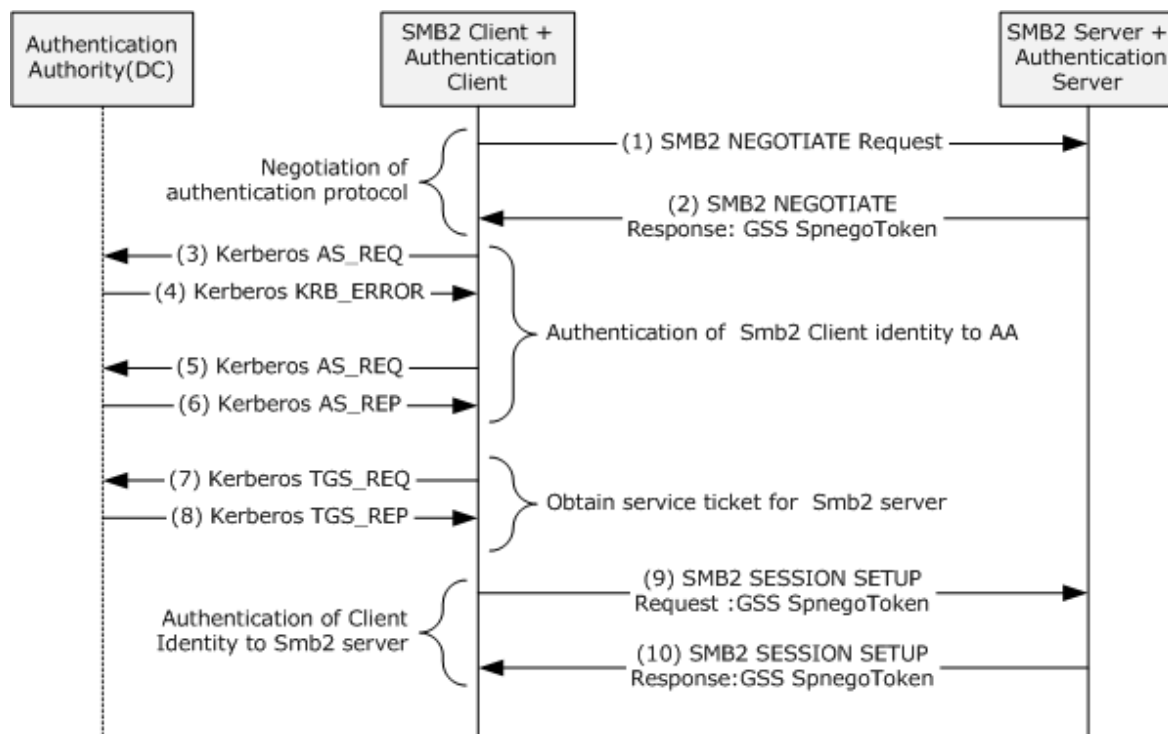 Authentication
Authority(DC)
SMB2 Client +
Authentication
Client
SMB2 Server +
Authentication
Server
(1) SMB2 NEGOTIATE Request
Negotiation of
authentication protocol
(2) SMB2 NEGOTIATE
Response: GSS SpnegoToken
(3) Kerberos AS_REQ
(4) Kerberos KRB_ERROR
Authentication of Smb2 Client identity to AA
(5) Kerberos AS_REQ
(6) Kerberos AS_REP
(7) Kerberos TGS_REQ
Obtain service ticket for Smb2 server
(8) Kerberos TGS_REP
(9) SMB2 SESSION SETUP
Request :GSS SpnegoToken
Authentication of Client
Identity to Smb2 server
(10) SMB2 SESSION SETUP
Response:GSS SpnegoToken